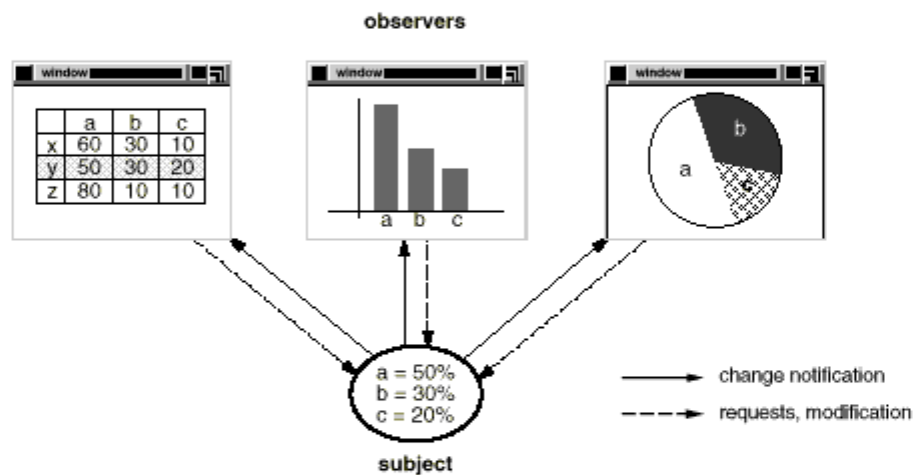 observers
window
window
window
a b c
x 60 30 10
y 50 30 20
z 80 10 10
a b c
a
b
c
a = 50%
b = 30%
c = 20%
subject
change notification
requests, modification